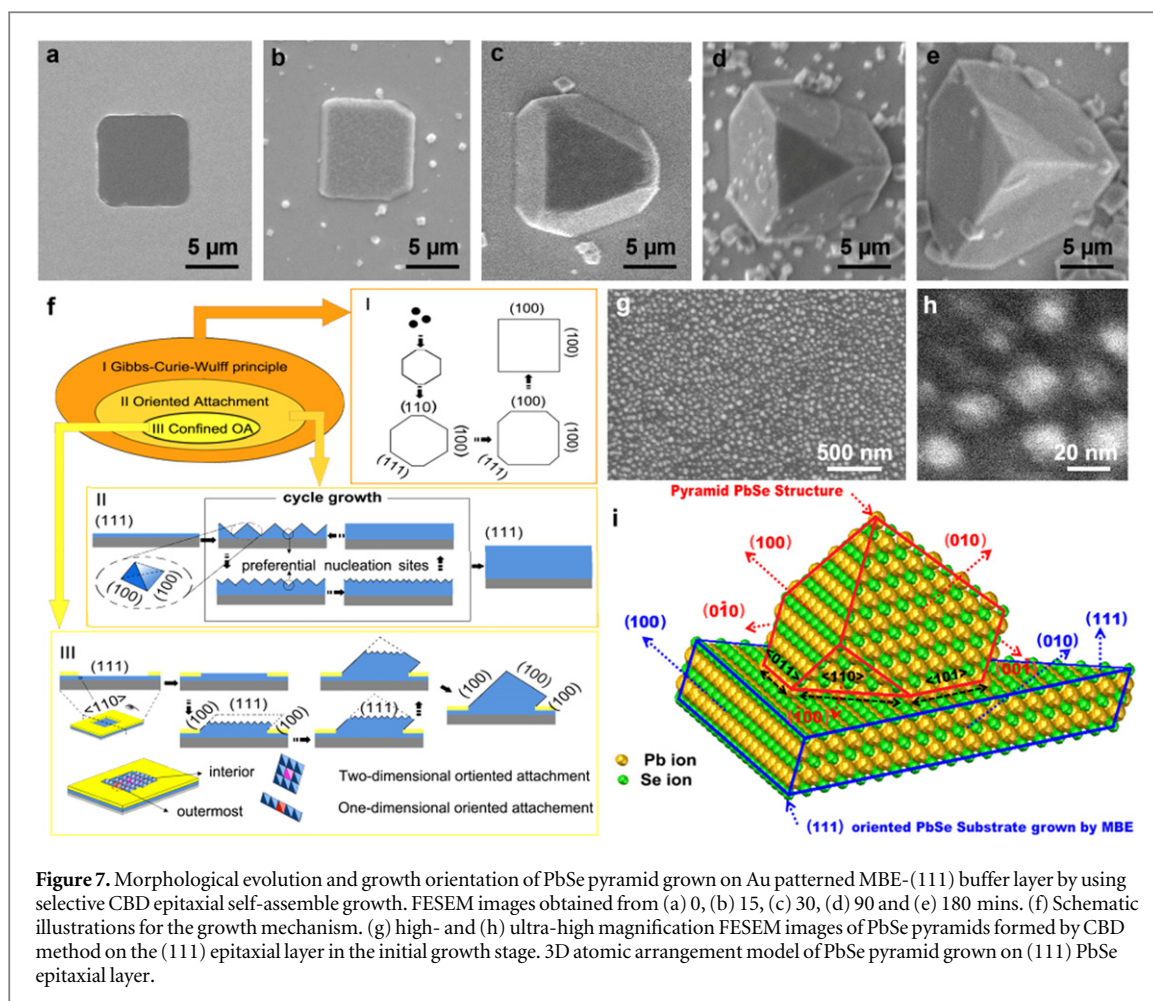 a
5 μm
b
5 μm
c
5 μm
d
5 μm
e
5 μm
f
I Gibbs-Curie-Wulff principle
II Oriented Attachment
III Confined OA
I
(110)
(100)
(111)
(100)
(100)
(111)
(100)
(100)
g
500 nm
h
20 nm
II
cycle growth
(111)
(100)
(100)
preferential nucleation sites
(111)
III
(111)
<110>
(100)
(111)
(100)
(111)
(100)
(100)
(100)
interior
outermost
Two-dimensional ortiented attachment
One-dimensional oriented attachement
i
Pyramid PbSe Structure
(100)
(010)
(01̄0)
(100)
(010)
(111)
<011>
<110>
<101>
Pb ion
Se ion
(111) oriented PbSe Substrate grown by MBE
Figure 7. Morphological evolution and growth orientation of PbSe pyramid grown on Au patterned MBE-(111) buffer layer by using
selective CBD epitaxial self-assemble growth. FESEM images obtained from (a) 0, (b) 15, (c) 30, (d) 90 and (e) 180 mins. (f) Schematic
illustrations for the growth mechanism. (g) high- and (h) ultra-high magnification FESEM images of PbSe pyramids formed by CBD
method on the (111) epitaxial layer in the initial growth stage. 3D atomic arrangement model of PbSe pyramid grown on (111) PbSe
epitaxial layer.